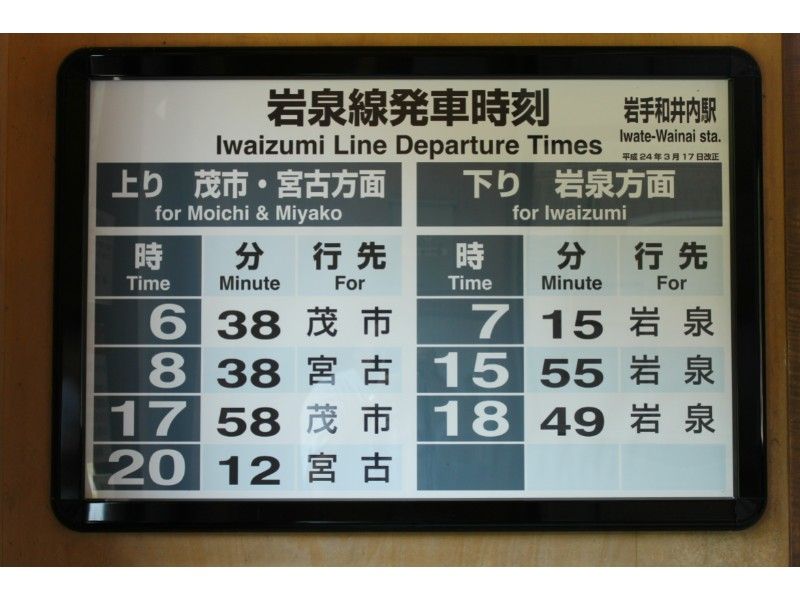 岩泉線発車時刻
Iwaizumi Line Departure Times
岩手和井内駅
Iwate-Wainai sta.
平成24年3月17日改正
上り 茂市・宮古方面
for Moichi & Miyako
時 分 行先
Time Minute For
6 38 茂市
8 38 宮古
17 58 茂市
20 12 宮古
下り 岩泉方面
for Iwaizumi
時 分 行先
Time Minute For
7 15 岩泉
15 55 岩泉
18 49 岩泉